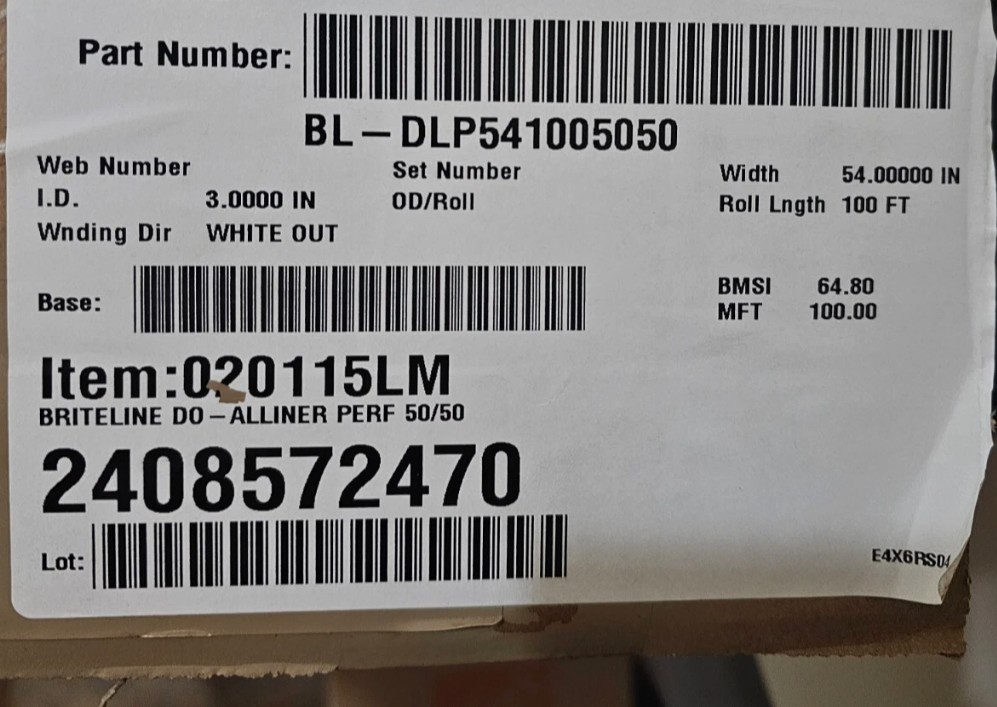 Part Number:
BL-DLP541005050
Web Number Set Number Width 54.00000 IN
I.D. 3.0000 IN OD/Roll Roll Lngth 100 FT
Wnding Dir WHITE OUT
Base: BMSI 64.80
MFT 100.00
Item:020115LM
BRITELINE DO-ALLINER PERF 50/50
2408572470
Lot: E4X6RS04